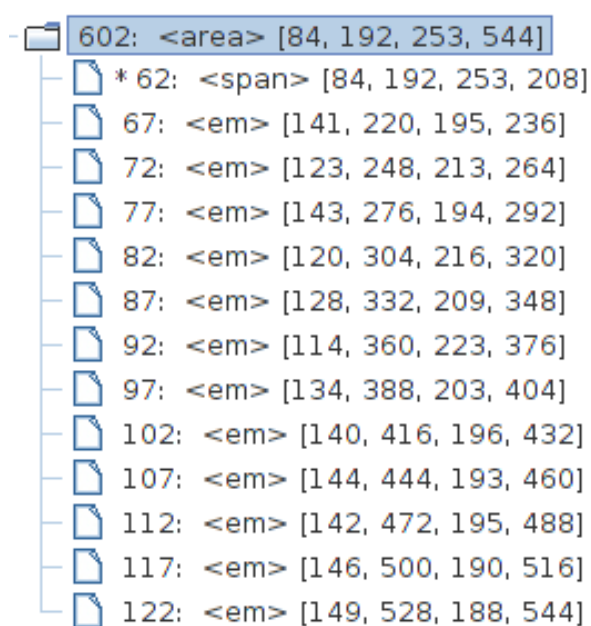 602: <area> [84, 192, 253, 544]
* 62: <span> [84, 192, 253, 208]
67: <em> [141, 220, 195, 236]
72: <em> [123, 248, 213, 264]
77: <em> [143, 276, 194, 292]
82: <em> [120, 304, 216, 320]
87: <em> [128, 332, 209, 348]
92: <em> [114, 360, 223, 376]
97: <em> [134, 388, 203, 404]
102: <em> [140, 416, 196, 432]
107: <em> [144, 444, 193, 460]
112: <em> [142, 472, 195, 488]
117: <em> [146, 500, 190, 516]
122: <em> [149, 528, 188, 544]